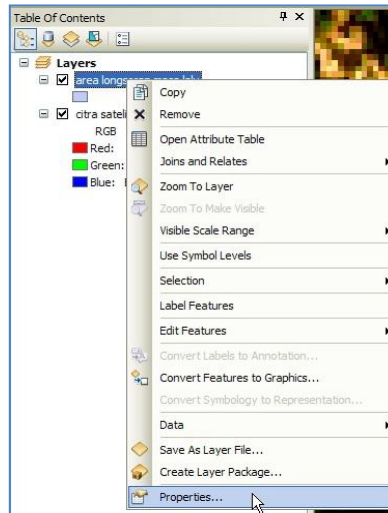 Table Of Contents
Layers
area longsoran masa lalu
Copy
Remove
Open Attribute Table
Joins and Relates
Zoom To Layer
Zoom To Make Visible
Visible Scale Range
Use Symbol Levels
Selection
Label Features
Edit Features
Convert Labels to Annotation...
Convert Features to Graphics...
Convert Symbology to Representation...
Data
Save As Layer File...
Create Layer Package...
Properties...
citra
RGB
Red:
Green:
Blue: